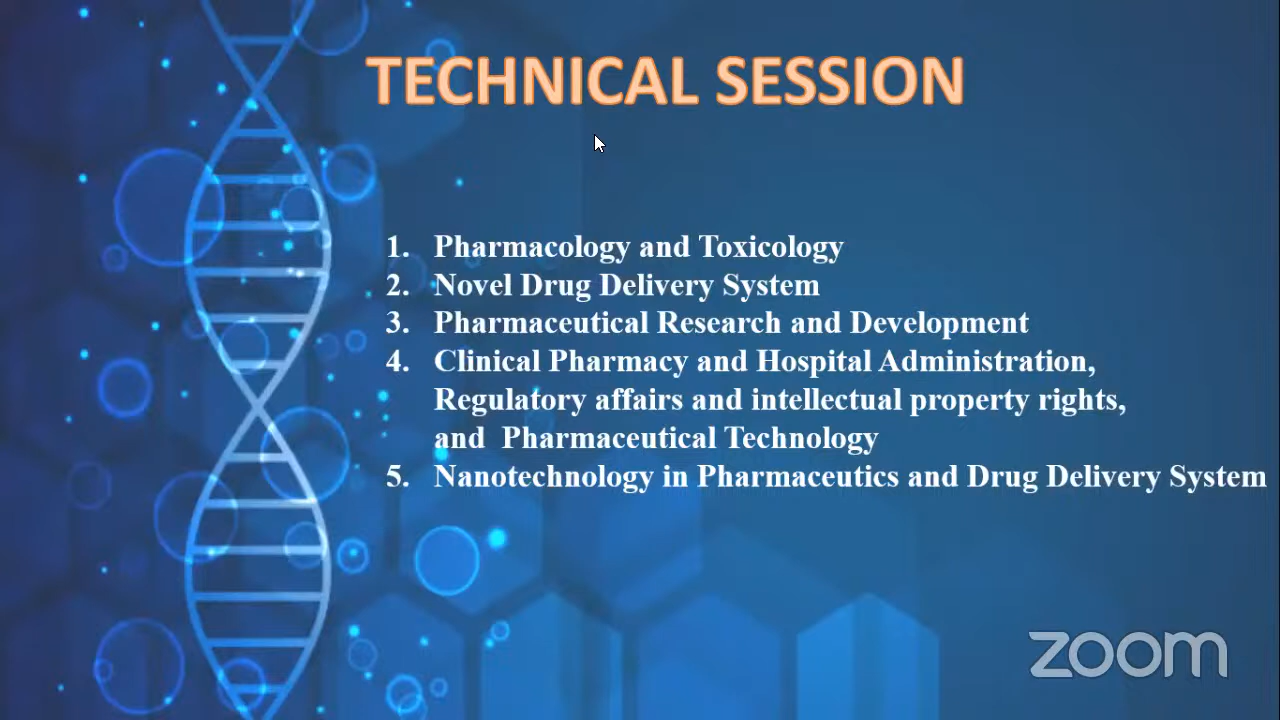 TECHNICAL SESSION
1. Pharmacology and Toxicology
2. Novel Drug Delivery System
3. Pharmaceutical Research and Development
4. Clinical Pharmacy and Hospital Administration,
Regulatory affairs and intellectual property rights,
and Pharmaceutical Technology
5. Nanotechnology in Pharmaceutics and Drug Delivery System
zoom